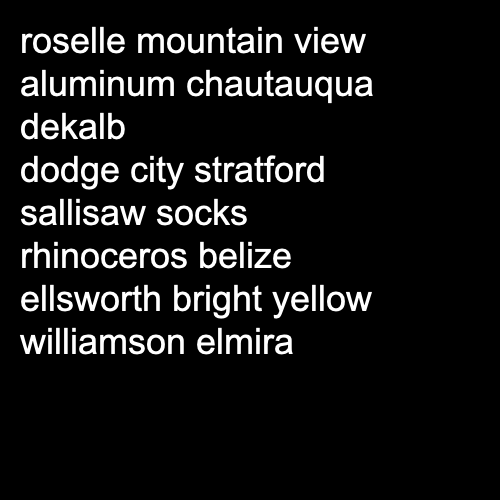 roselle mountain view
aluminum chautauqua
dekalb
dodge city stratford
sallisaw socks
rhinoceros belize
ellsworth bright yellow
williamson elmira